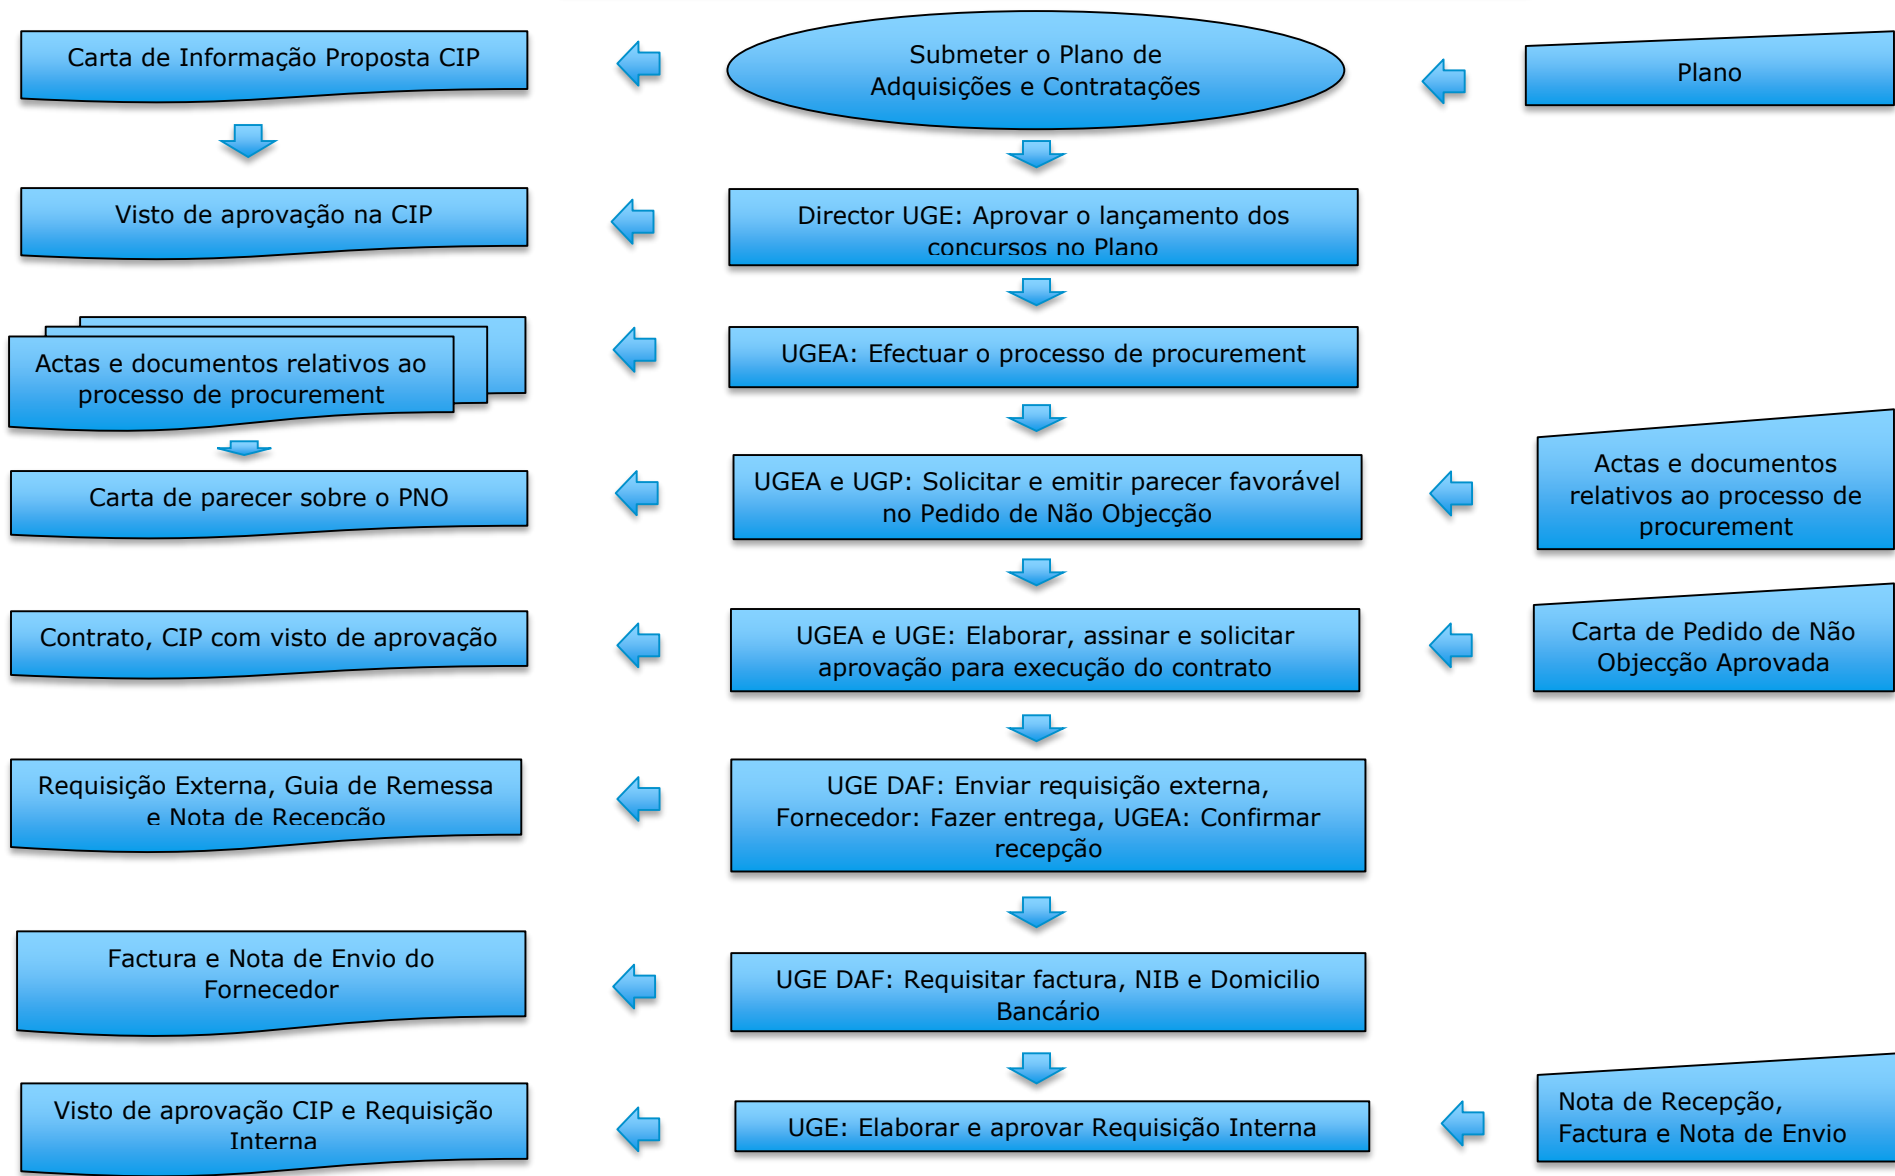 Carta de Informação Proposta CIP
Submeter o Plano de
Adquisições e Contratações
Plano
Visto de aprovação na CIP
Director UGE: Aprovar o lançamento dos
concursos no Plano
Actas e documentos relativos ao
processo de procurement
UGEA: Efectuar o processo de procurement
Carta de parecer sobre o PNO
UGEA e UGP: Solicitar e emitir parecer favorável
no Pedido de Não Objecção
Actas e documentos
relativos ao processo de
procurement
Contrato, CIP com visto de aprovação
UGEA e UGE: Elaborar, assinar e solicitar
aprovação para execução do contrato
Carta de Pedido de Não
Objecção Aprovada
Requisição Externa, Guia de Remessa
e Nota de Recepção
UGE DAF: Enviar requisição externa,
Fornecedor: Fazer entrega, UGEA: Confirmar
recepção
Factura e Nota de Envio do
Fornecedor
UGE DAF: Requisitar factura, NIB e Domicilio
Bancário
Visto de aprovação CIP e Requisição
Interna
UGE: Elaborar e aprovar Requisição Interna
Nota de Recepção,
Factura e Nota de Envio